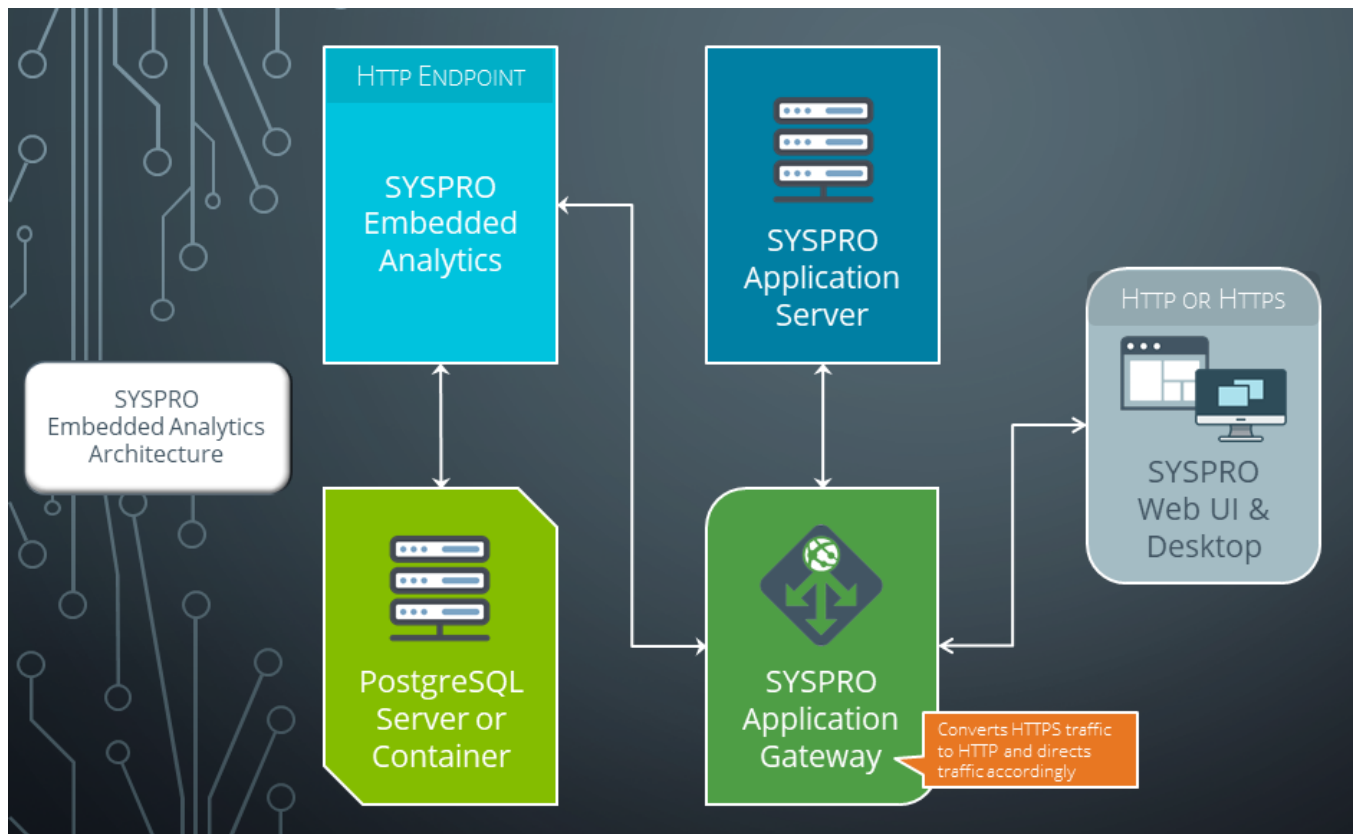 HTTP ENDPOINT
SYSPRO
Embedded
Analytics
SYSPRO
Application
Server
HTTP OR HTTPS
SYSPRO
Web UI &
Desktop
SYSPRO
Embedded Analytics
Architecture
PostgreSQL
Server or
Container
SYSPRO
Application
Gateway
Converts HTTPS traffic
to HTTP and directs
traffic accordingly